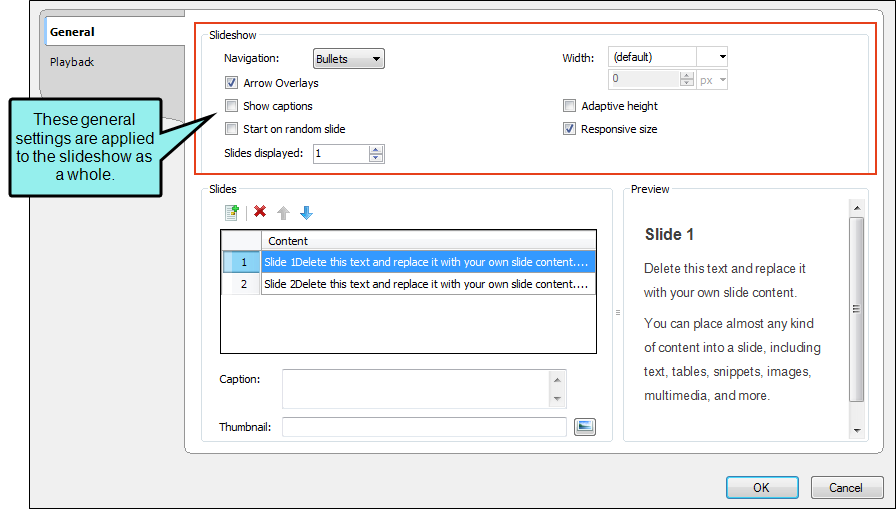 General
Playback
These general
settings are applied
to the slideshow as
a whole.
Slideshow
Navigation: Bullets
Width: (default)
0 px
Arrow Overlays
Show captions
Adaptive height
Start on random slide
Responsive size
Slides displayed: 1
Slides
Content
1 Slide 1Delete this text and replace it with your own slide content....
2 Slide 2Delete this text and replace it with your own slide content....
Caption:
Thumbnail:
Preview
Slide 1
Delete this text and replace it
with your own slide content.
You can place almost any kind
of content into a slide, including
text, tables, snippets, images,
multimedia, and more.
OK
Cancel